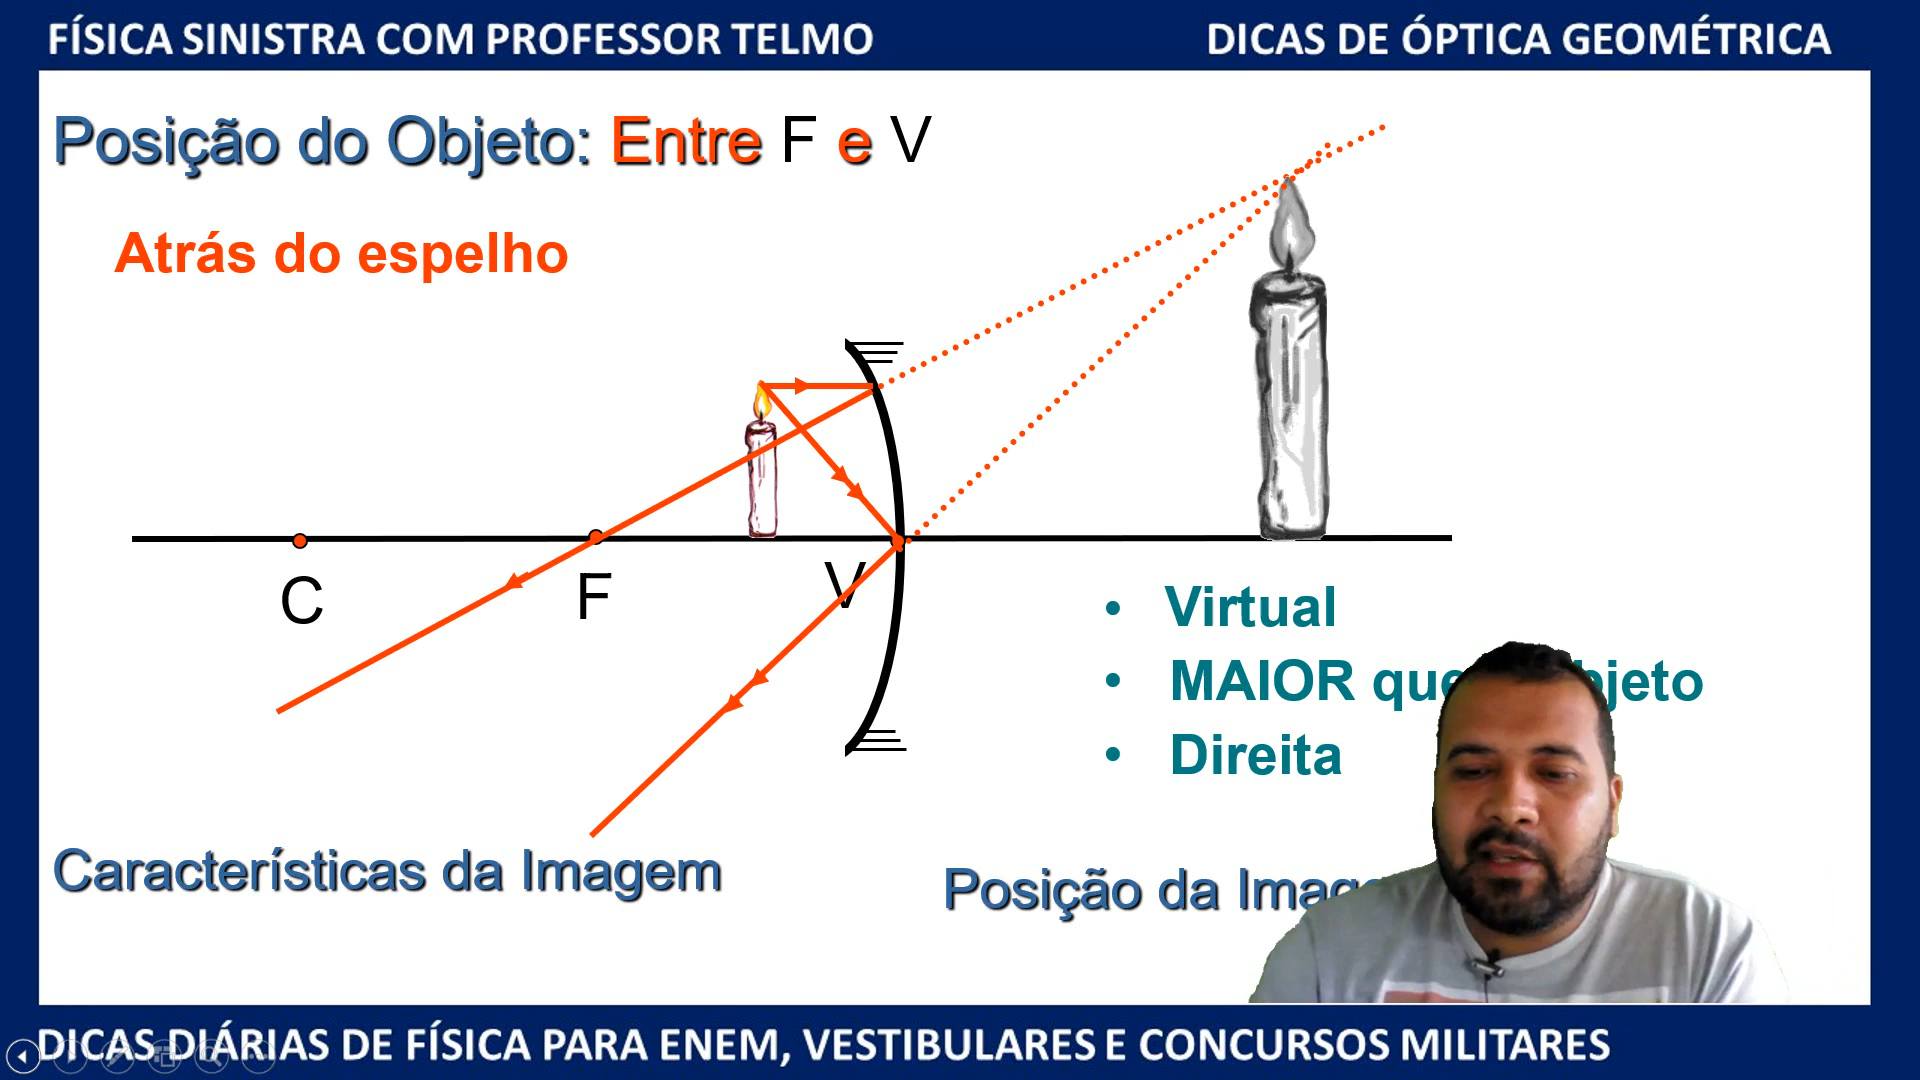 FÍSICA SINISTRA COM PROFESSOR TELMO
DICAS DE ÓPTICA GEOMÉTRICA
Posição do Objeto: Entre F e V
Atrás do espelho
C
F
V
• Virtual
• MAIOR que bjeto
• Direita
Características da Imagem
Posição da Imag
DICAS DIÁRIAS DE FÍSICA PARA ENEM, VESTIBULARES E CONCURSOS MILITARES